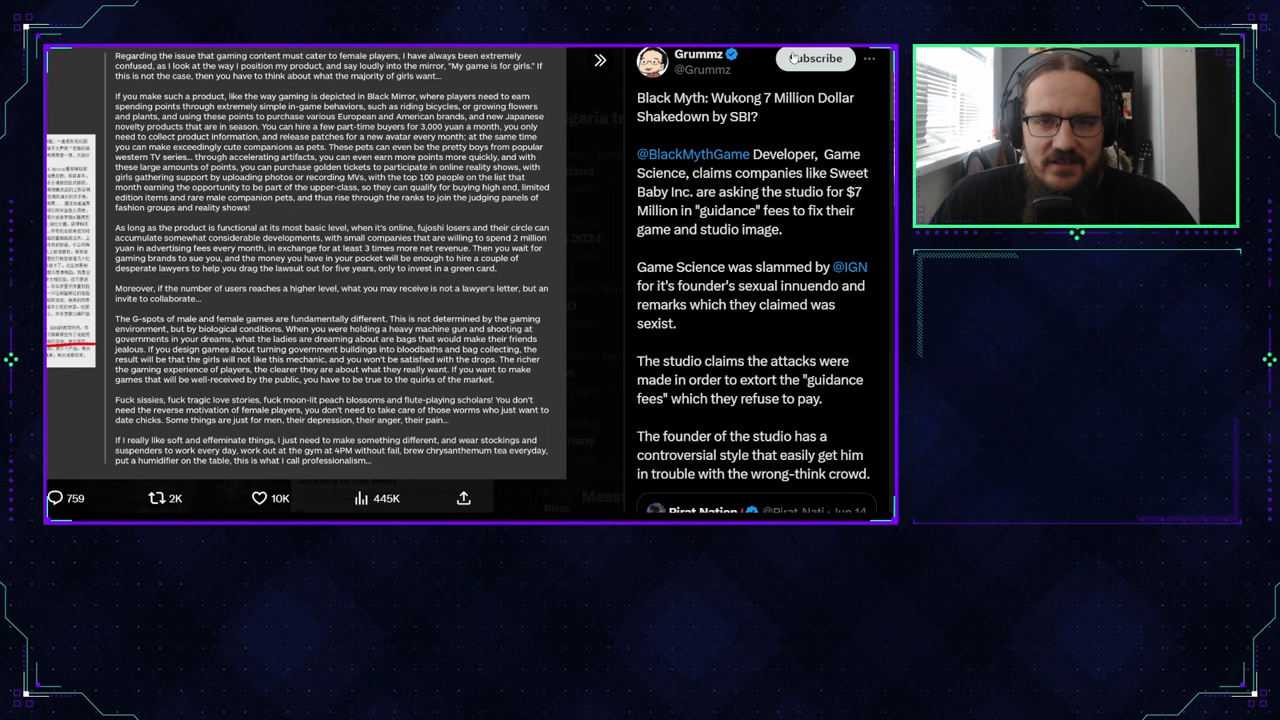 Regarding the issue that gaming content must cater to female players, I have always been extremely
confused, as I look at the way I position my product, and say loudly into the mirror, "My game is for girls." If
this is not the case, then you have to think about what the majority of girls want...
If you make such a product, like way gaming is depicted in Black Mirror, where players need to earn
spending points through very simple in-game behaviors, such as riding bicycles, or growing flowers
and plants, and using the points to purchase various European and American, Korean, and Japanese
fashion brands online. You can hire a few distance buyers for 20k yuan a month, you only
need to collect product information, and release patches for a new avatar every month; at the same time
you can make exceedingly cute companions as pets. These pets can even be the pretty boys from popular
western TV series... through upgrading artifacts, you can even earn more points more quickly, and with
these large amounts of points, you can purchase golden tickets to participate in online reality shows, with
girls gathering support by uploading photos or recording MVs, with the top 100 people on the list that
month earning the opportunity to be part of the upper class, so they can qualify for buying tasteful, limited
edition items and rare male companion pets, and rise through the ranks to join the judging panels of
fashion groups and reality shows!
As long as the product is functional at its most basic level, when it's online, fujoshi losers and otaku circle can
accumulate somewhat considerable developments, with small companies that are willing to spend 2 million
yuan in advertising fees every month, in exchange for at least 3 times more net revenue. Then you wait for
gaming legends to sue you, and the money you have in your pocket will be enough to hire a couple of
despised lawyers to help you drag the lawsuit out for years, only to invest in a green card.
Moreover, if the number of users reaches a higher level, what you may receive is not a lawyer's letter, but an
invite to collaborate...
The G-spots of male and female games are fundamentally different. This is not determined by the gaming
environment, but by biological conditions. When you were holding a heavy machine gun and shooting at
governments in your dreams, what the ladies are dreaming about are bags that would make their friends
jealous. If you design games about turning government buildings into bloodbaths and bag collecting, the
result will be that the girls will not like this mechanic, and you won't be satisfied with the drops. The richer
the gaming experience of players, the clearer they are about what they really want. If you want to make
games that will be well-received by the public, you have to be true to the quirks of the market.
Fuck sissies, fuck tragic love stories, fuck moon-lit peach blossoms and flute-playing scholars! You don't
need the reverse motivation of female players, you don't need to take care of those worms who just want to
date chicks. Some things are just for men, their depression, their anger, their pain...
If I really like soft and effeminate things, I just need to make something different, and wear stockings and
suspenders to work every day, work out at the gym at 4PM without fail, brew chrysanthemum tea everyday,
put a humidifier on the table, this is what I call professionalism...
759
2K
10K
445K
Grummz
@Grummz
Black Myth: Wukong 7 Million Dollar
Shakedown by SBI?
@BlackMythGame Developer, Game
Science, claims companies like Sweet
Baby Inc. are asking the studio for $7
Million in "guidance" fees to fix their
game and studio pr.
Game Science was slammed by @IGN
for it's founder's sexual innuendo and
remarks which they claimed was
sexist.
The studio claims the attacks were
made in order to extort the "guidance
fees" which they refuse to pay.
The founder of the studio has a
controversial style that easily get him
in trouble with the wrong-think crowd.
Pirat_Nation @Pirat_Nati · Jun 14